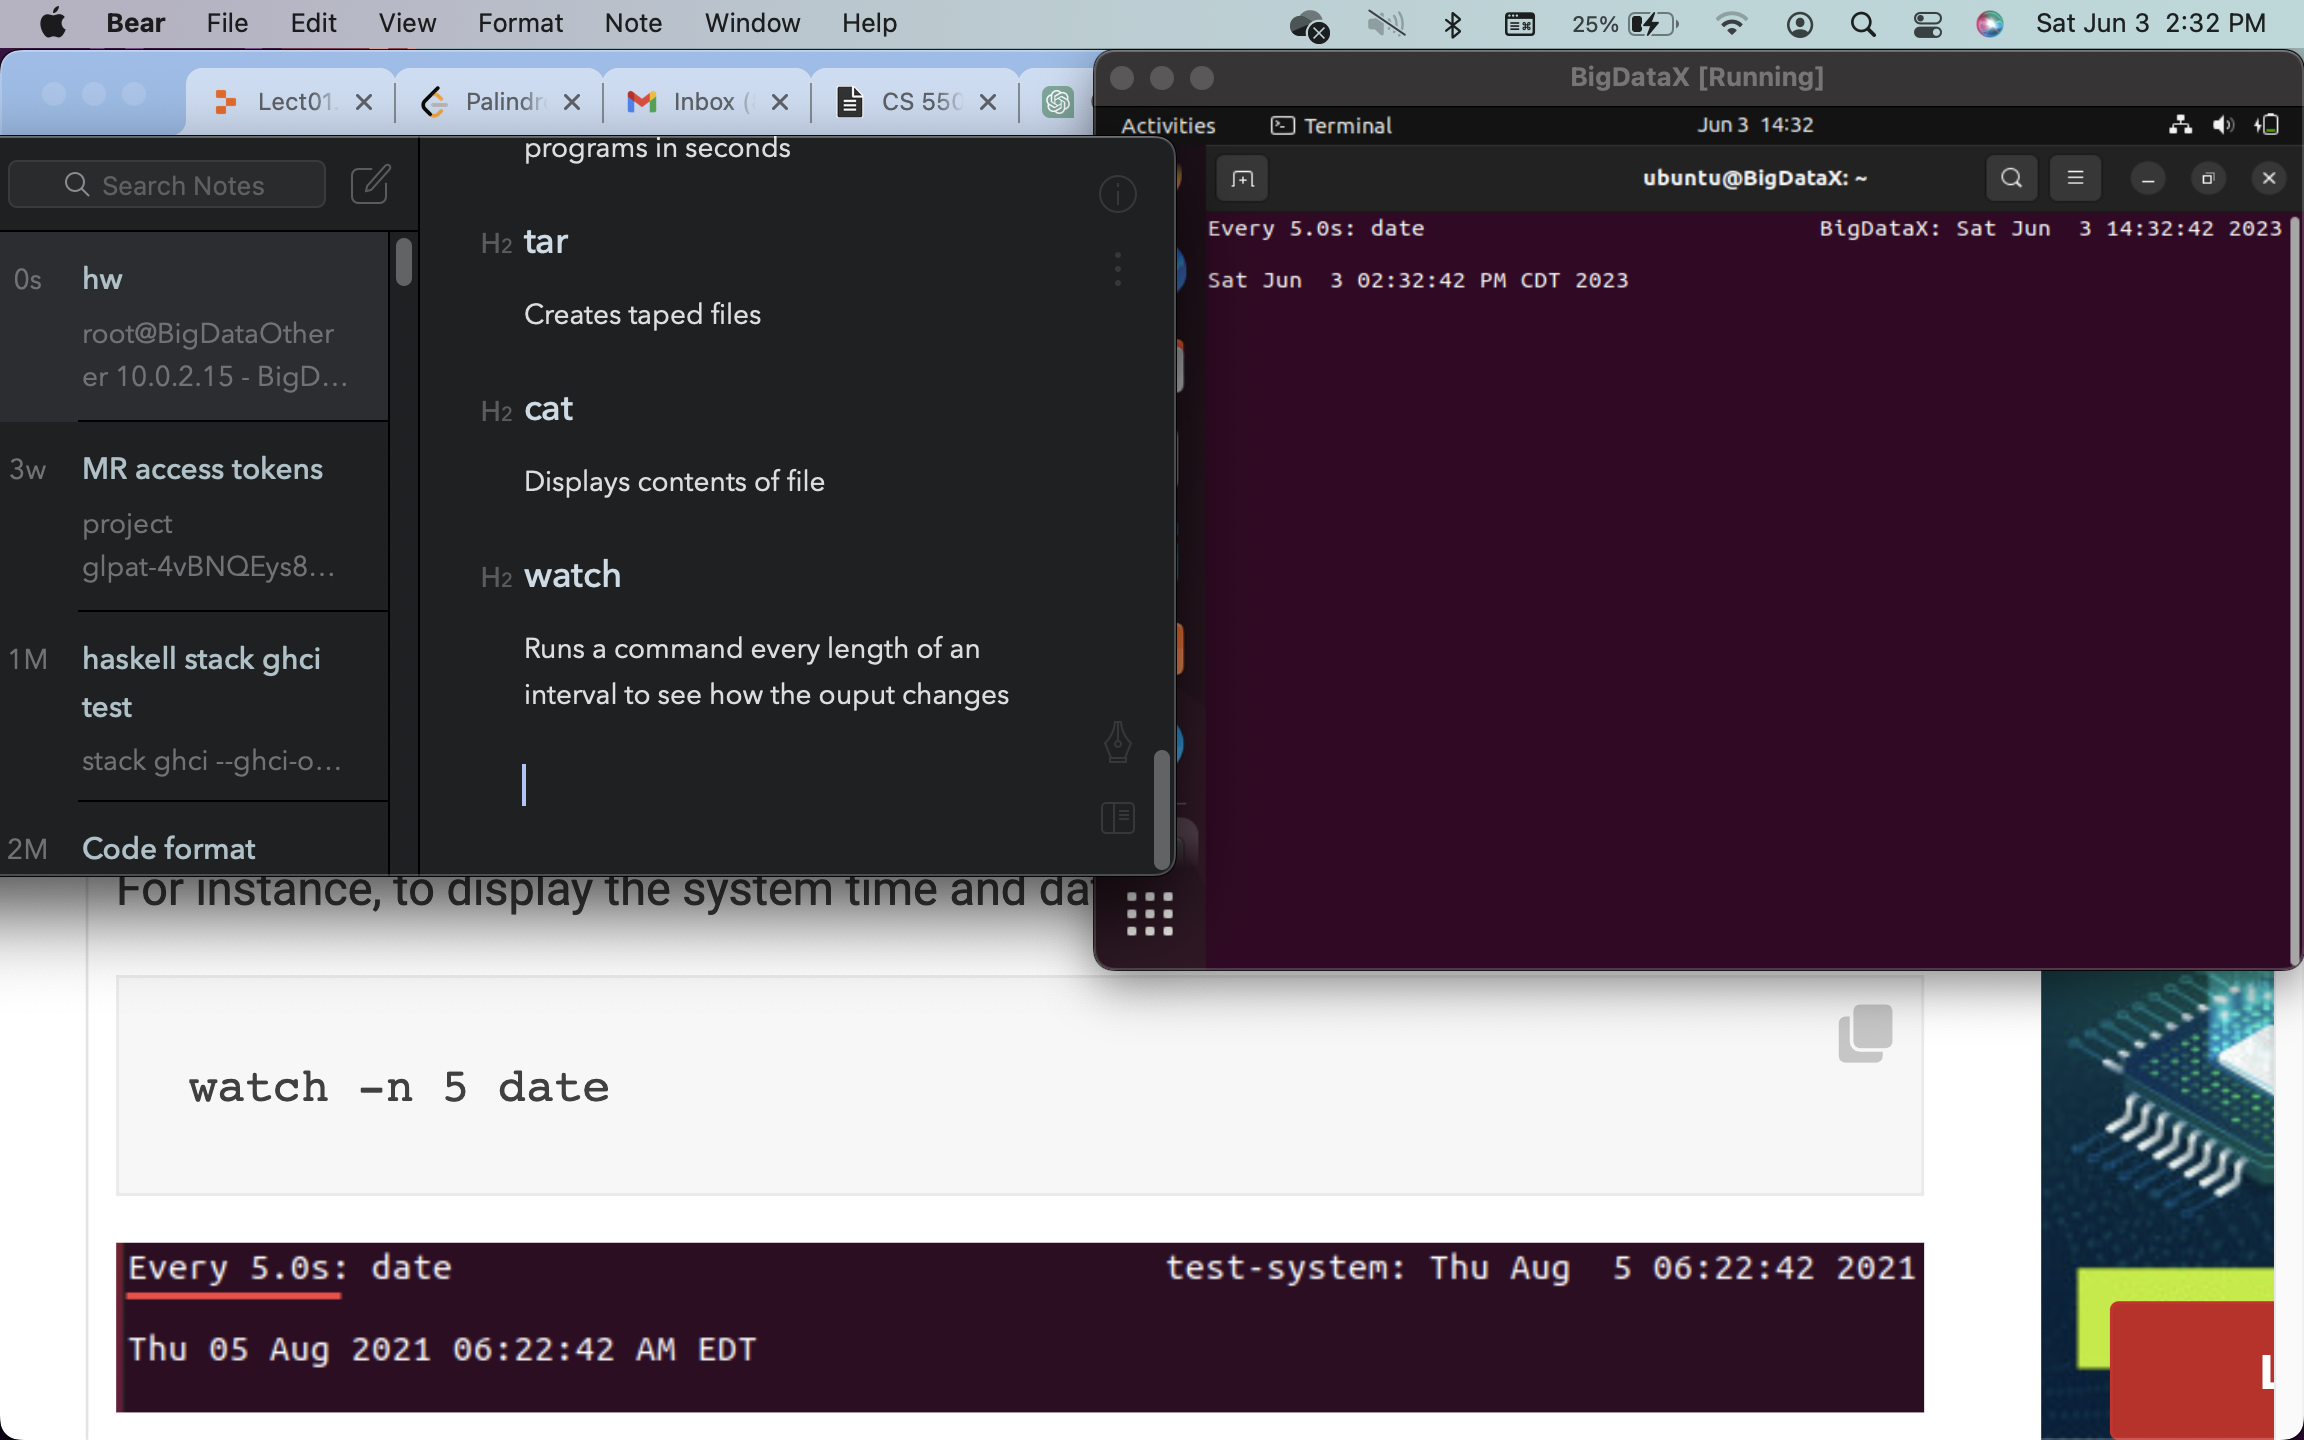 Bear File Edit View Format Note Window Help 25% Sat Jun 3 2:32 PM
Lect01. Palindr Inbox ( CS 550
BigDataX [Running]
Activities Terminal Jun 3 14:32
ubuntu@BigDataX: ~
Every 5.0s: date BigDataX: Sat Jun 3 14:32:42 2023
Sat Jun 3 02:32:42 PM CDT 2023
Search Notes
0s hw
root@BigDataOther
er 10.0.2.15 - BigD…
3w MR access tokens
project
glpat-4vBNQEys8…
1M haskell stack ghci
test
stack ghci --ghci-o…
2M Code format
programs in seconds
H2 tar
Creates taped files
H2 cat
Displays contents of file
H2 watch
Runs a command every length of an
interval to see how the ouput changes
For instance, to display the system time and da
watch -n 5 date
Every 5.0s: date test-system: Thu Aug 5 06:22:42 2021
Thu 05 Aug 2021 06:22:42 AM EDT
L